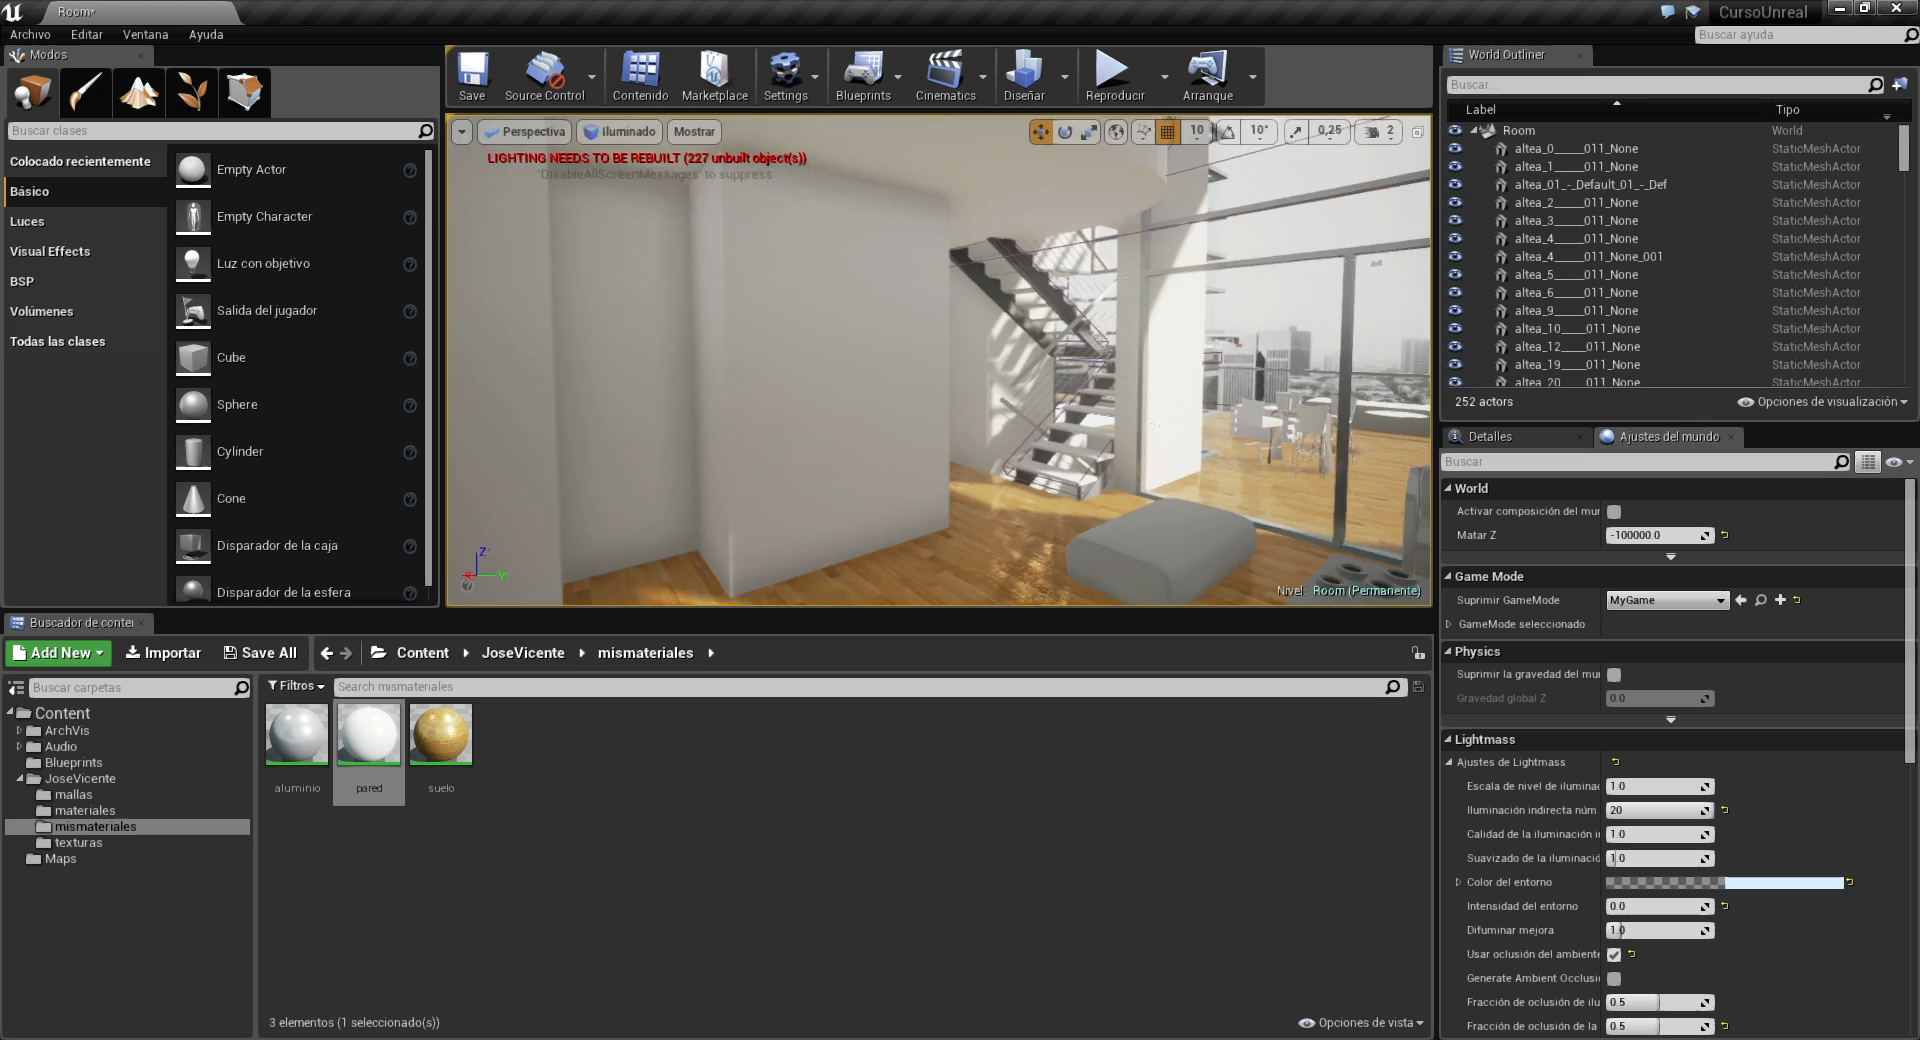 Room*
CursoUnreal
Archivo
Editar
Ventana
Ayuda
Buscar ayuda
Modos
Buscar clases
Colocado recientemente
Básico
Luces
Visual Effects
BSP
Volúmenes
Todas las clases
Empty Actor
Empty Character
Luz con objetivo
Salida del jugador
Cube
Sphere
Cylinder
Cone
Disparador de la caja
Disparador de la esfera
Save
Source Control
Contenido
Marketplace
Settings
Blueprints
Cinematics
Diseñar
Reproducir
Arranque
Perspectiva
Iluminado
Mostrar
10
10°
0,25
2
LIGHTING NEEDS TO BE REBUILT (227 unbuilt object(s))
'DisableAllScreenMessages' to suppress
Z
X
Y
Nivel: Room (Permanente)
World Outliner
Buscar...
Label
Tipo
Room World
altea_0_____011_None StaticMeshActor
altea_1_____011_None StaticMeshActor
altea_01_-_Default_01_-_Def StaticMeshActor
altea_2_____011_None StaticMeshActor
altea_3_____011_None StaticMeshActor
altea_4_____011_None StaticMeshActor
altea_4_____011_None_001 StaticMeshActor
altea_5_____011_None StaticMeshActor
altea_6_____011_None StaticMeshActor
altea_9_____011_None StaticMeshActor
altea_10____011_None StaticMeshActor
altea_12____011_None StaticMeshActor
altea_19____011_None StaticMeshActor
altea_20____011_None StaticMeshActor
252 actors
Opciones de visualización
Detalles
Ajustes del mundo
Buscar
World
Activar composición del mur
Matar Z -100000.0
Game Mode
Suprimir GameMode MyGame
GameMode seleccionado
Physics
Suprimir la gravedad del mur
Gravedad global Z 0.0
Lightmass
Ajustes de Lightmass
Escala de nivel de iluminac 1.0
Iluminación indirecta núm. 20
Calidad de la iluminación i 1.0
Suavizado de la iluminació 1.0
Color del entorno
Intensidad del entorno 0.0
Difuminar mejora 1.0
Usar oclusión del ambiente
Generate Ambient Occlusi
Fracción de oclusión de ilu 0.5
Fracción de oclusión de la 0.5
Buscador de conter
Add New
Importar
Save All
Content
JoseVicente
mismateriales
Buscar carpetas
Content
ArchVis
Audio
Blueprints
JoseVicente
mallas
materiales
mismateriales
texturas
Maps
Filtros
Search mismateriales
aluminio
pared
suelo
3 elementos (1 seleccionado(s))
Opciones de vista